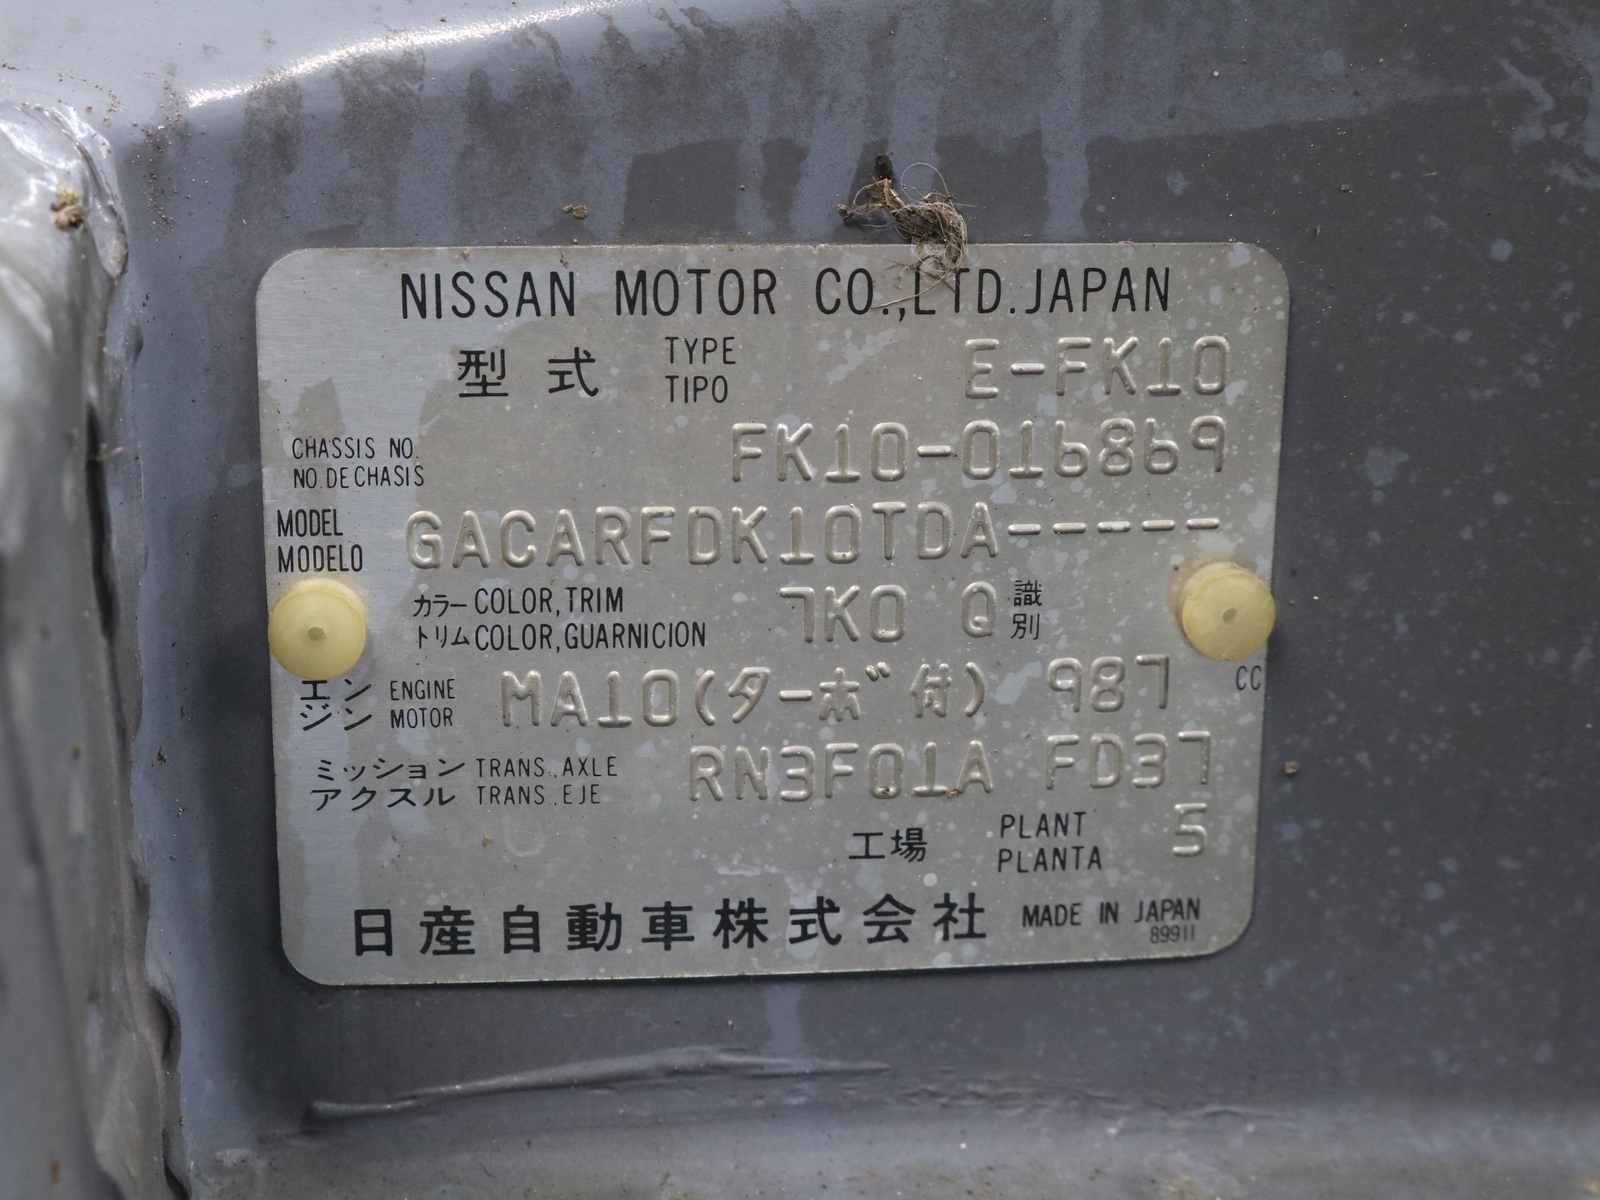 NISSAN MOTOR CO.,LTD.JAPAN
型式 TYPE TIPO E-FK10
CHASSIS NO. NO.DE CHASIS FK10-016869
MODEL MODELO GACARFDK10TDA-----
カラー COLOR,TRIM トリム COLOR,GUARNICION 7K0 Q 識別
エンジン ENGINE MOTOR MA10(ターボ付) 987 CC
ミッション TRANS.,AXLE アクスル TRANS.,EJE RN3F01A FD37
工場 PLANT PLANTA 5
日産自動車株式会社 MADE IN JAPAN
89911